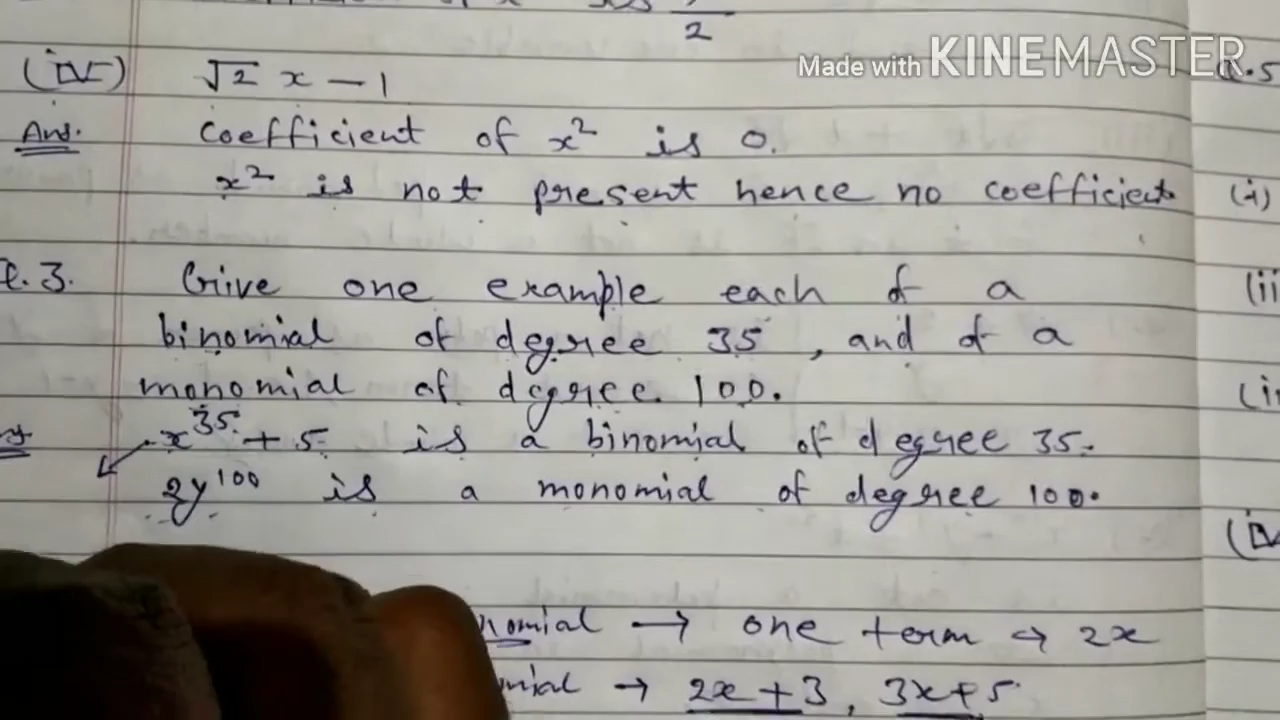 2
Made with KINEMASTER
(iv) √2 x - 1
Ans. Coefficient of x² is 0.
x² is not present hence no coefficient
(i)
3. Give one example each of a
binomial of degree 35, and of a
monomial of degree 100.
x³⁵ + 5 is a binomial of degree 35.
2y¹⁰⁰ is a monomial of degree 100.
nomial → one term → 2x
mial → 2x + 3, 3x + 5